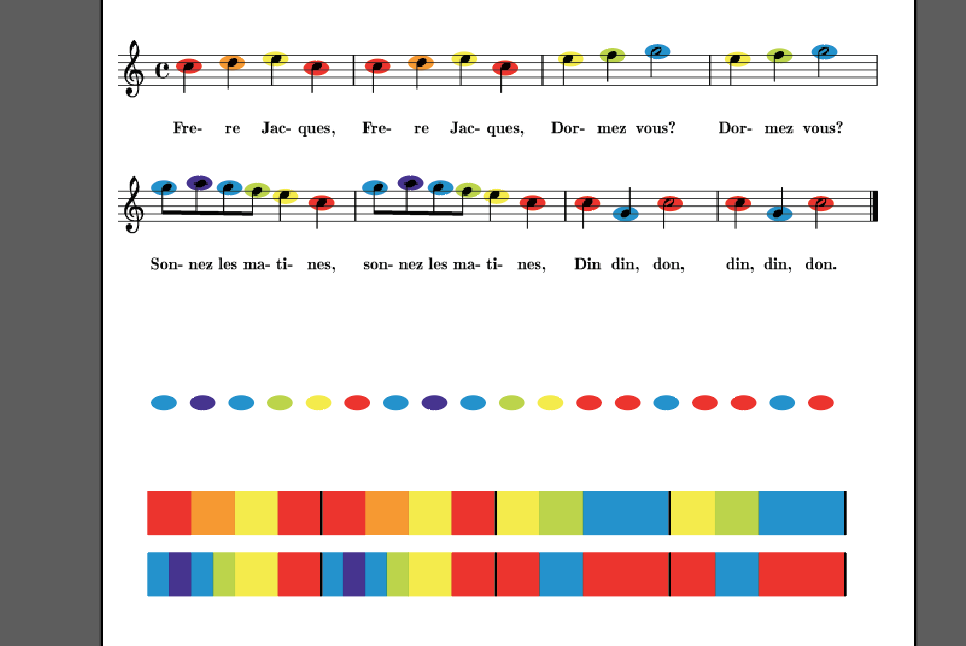 Fre- re Jac- ques, Fre- re Jac- ques, Dor- mez vous? Dor- mez vous?
Son- nez les ma- ti- nes, son- nez les ma- ti- nes, Din din, don, din, din, don.